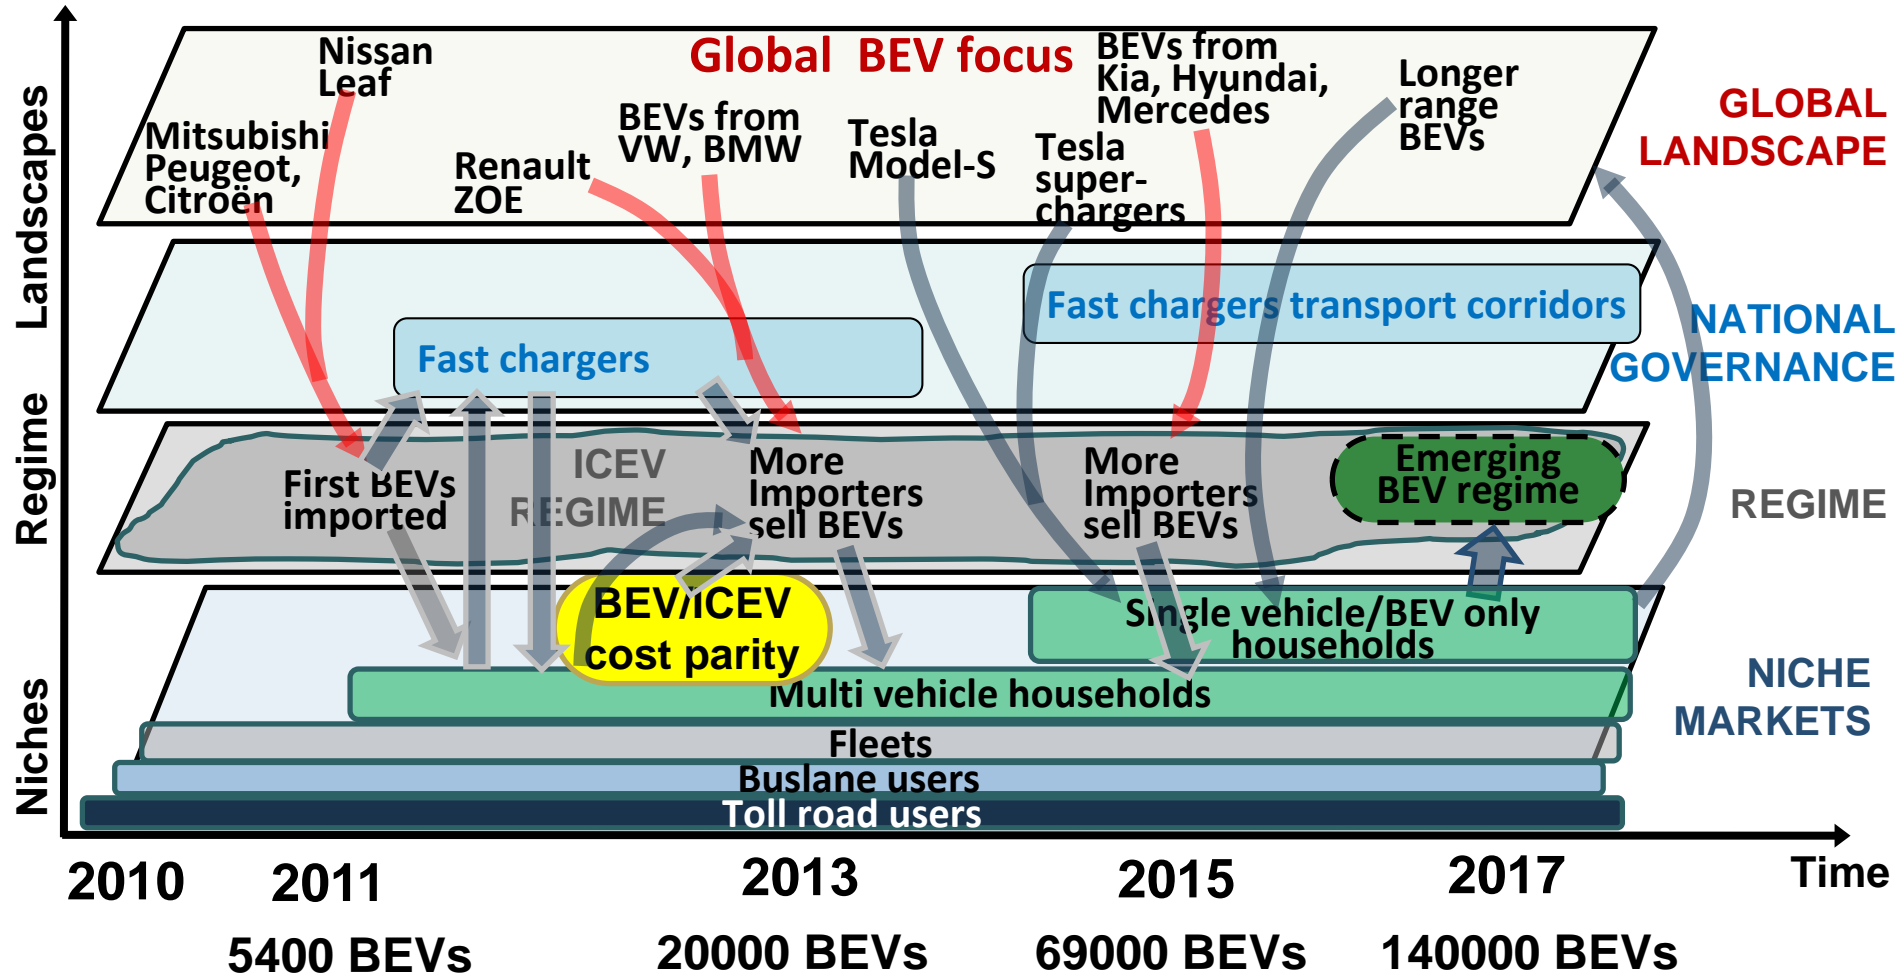 Landscapes
Regime
Niches
Global BEV focus
Nissan
Leaf
Mitsubishi
Peugeot,
Citroën
Renault
ZOE
BEVs from
VW, BMW
Tesla
Model-S
Tesla
super-
chargers
BEVs from
Kia, Hyundai,
Mercedes
Longer
range
BEVs
GLOBAL
LANDSCAPE
Fast chargers
Fast chargers transport corridors
NATIONAL
GOVERNANCE
First BEVs
imported
ICEV
REGIME
More
Importers
sell BEVs
More
Importers
sell BEVs
Emerging
BEV regime
REGIME
BEV/ICEV
cost parity
Single vehicle/BEV only
households
Multi vehicle households
Fleets
Buslane users
Toll road users
NICHE
MARKETS
2010
2011
2013
2015
2017
Time
5400 BEVs
20000 BEVs
69000 BEVs
140000 BEVs